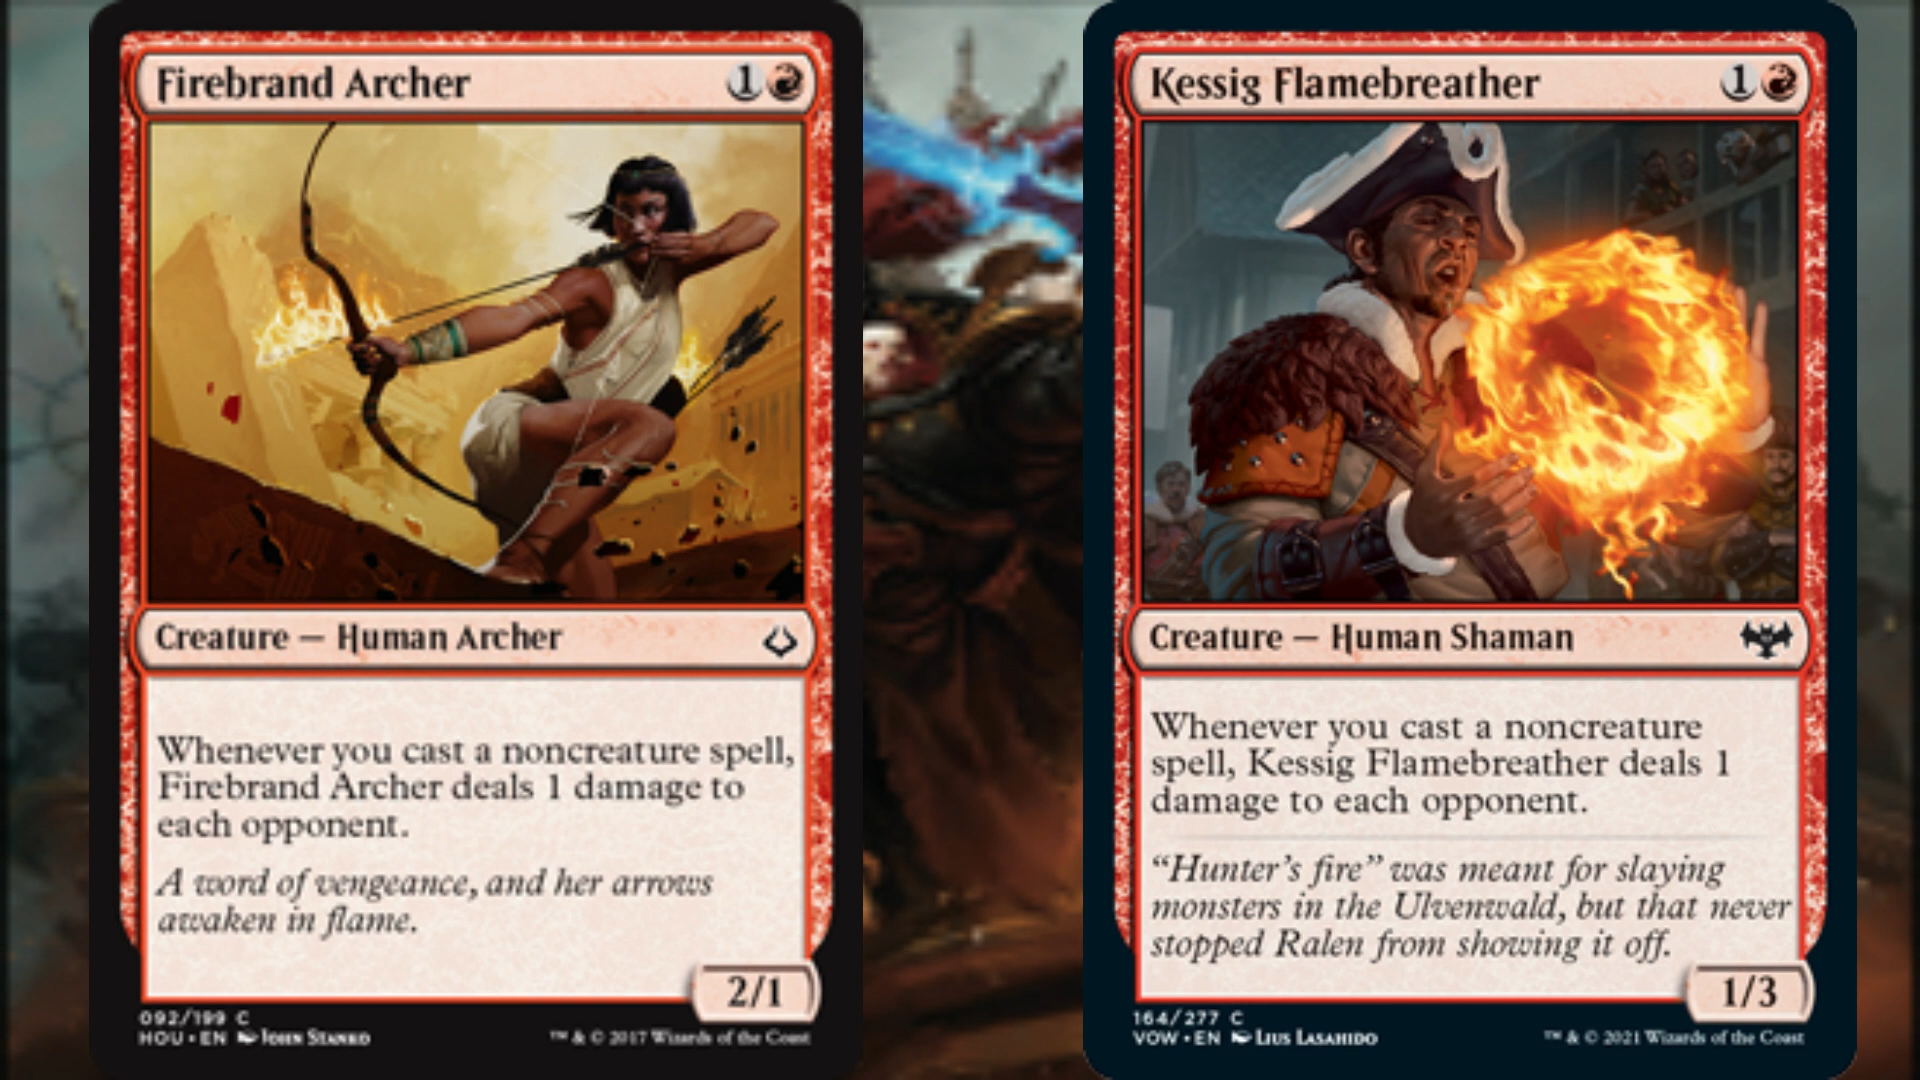 Firebrand Archer 1
Creature — Human Archer
Whenever you cast a noncreature spell,
Firebrand Archer deals 1 damage to
each opponent.
A word of vengeance, and her arrows
awaken in flame.
2/1
092/199 C
HOU • EN John Stanko
™ & © 2017 Wizards of the Coast
Kessig Flamebreather 1
Creature — Human Shaman
Whenever you cast a noncreature
spell, Kessig Flamebreather deals 1
damage to each opponent.
“Hunter’s fire” was meant for slaying
monsters in the Ulvenwald, but that never
stopped Ralen from showing it off.
1/3
164/277 C
VOW • EN Lius Lasahido
™ & © 2021 Wizards of the Coast